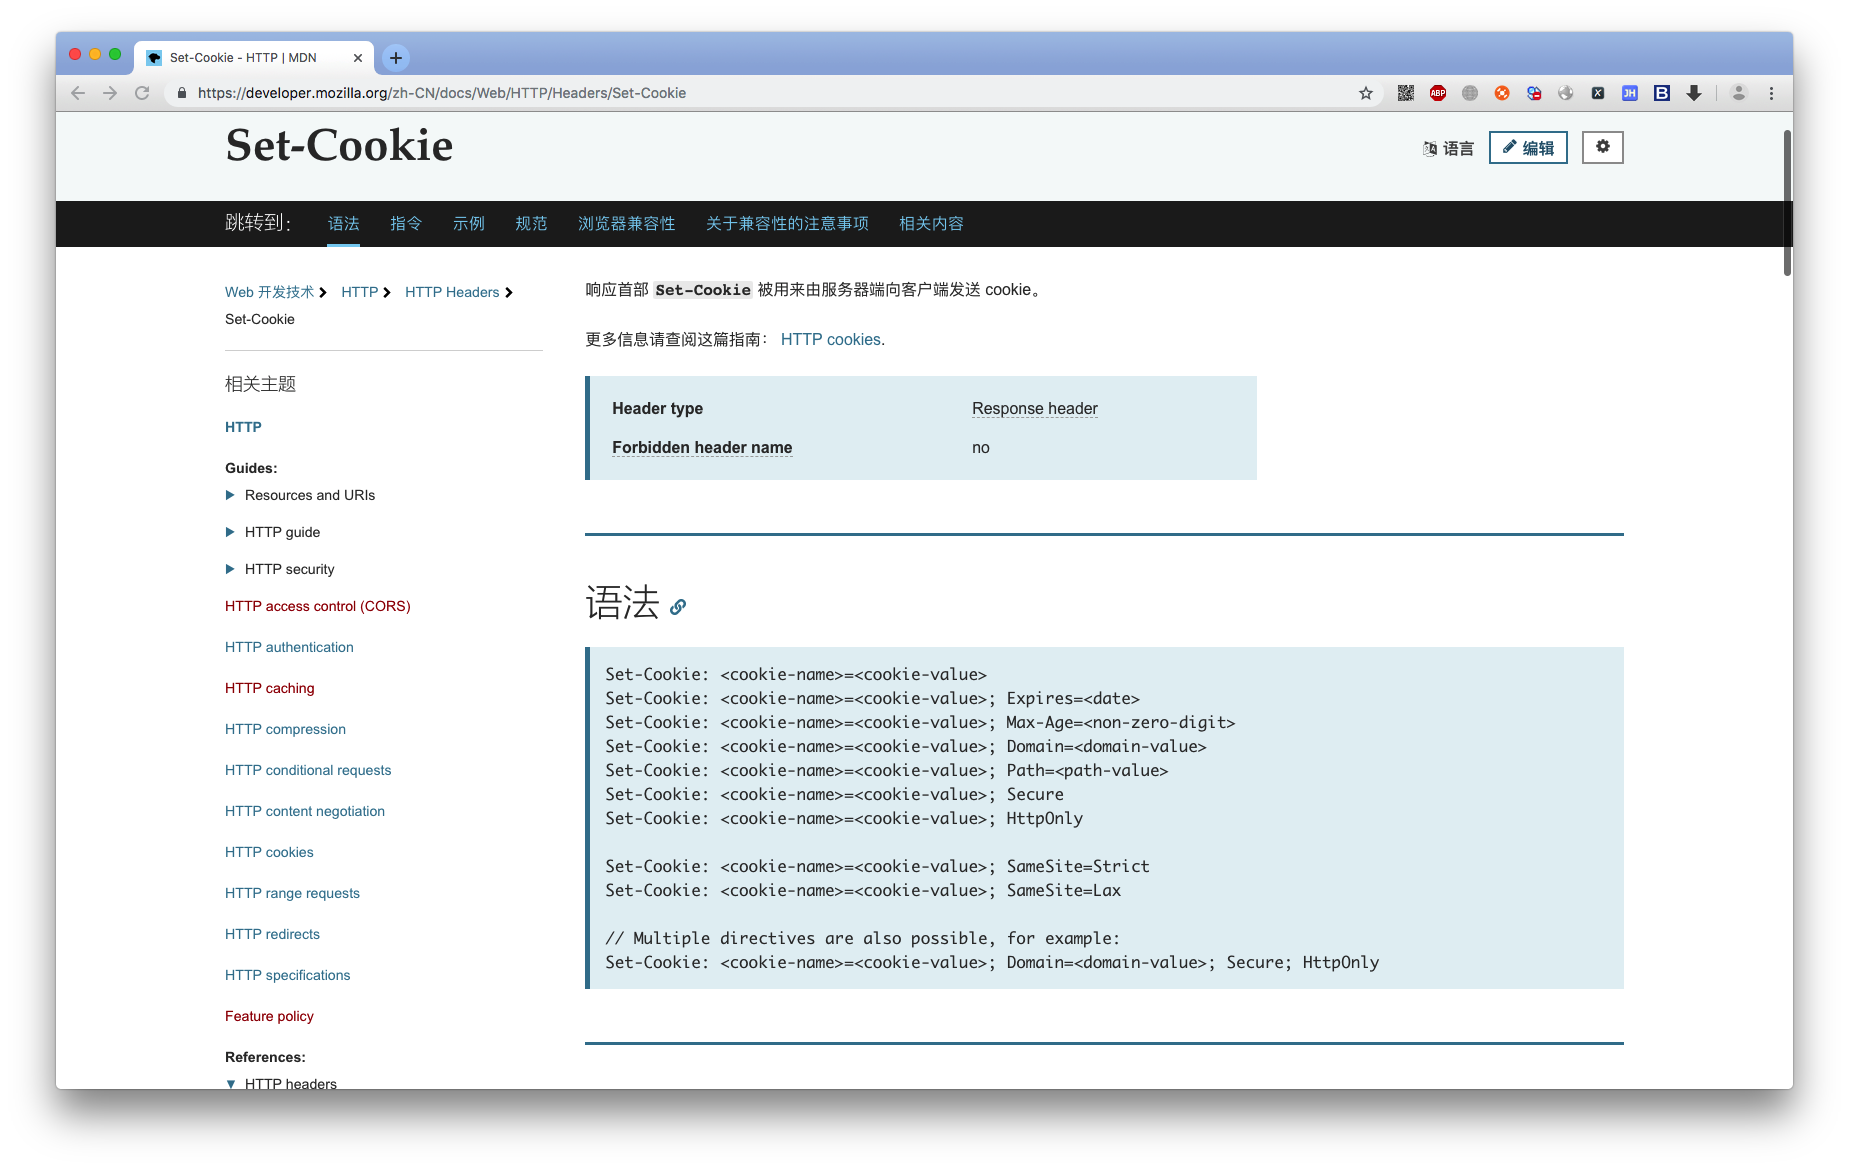 Set-Cookie - HTTP | MDN
https://developer.mozilla.org/zh-CN/docs/Web/HTTP/Headers/Set-Cookie
ABP
JH
B
Set-Cookie
语言
编辑
跳转到：
语法 指令 示例 规范 浏览器兼容性 关于兼容性的注意事项 相关内容
Web 开发技术 HTTP HTTP Headers
Set-Cookie
相关主题
HTTP
Guides:
Resources and URIs
HTTP guide
HTTP security
HTTP access control (CORS)
HTTP authentication
HTTP caching
HTTP compression
HTTP conditional requests
HTTP content negotiation
HTTP cookies
HTTP range requests
HTTP redirects
HTTP specifications
Feature policy
References:
HTTP headers
响应首部 Set-Cookie 被用来由服务器端向客户端发送 cookie。
更多信息请查阅这篇指南： HTTP cookies.
Header type Response header
Forbidden header name no
语法
Set-Cookie: <cookie-name>=<cookie-value>
Set-Cookie: <cookie-name>=<cookie-value>; Expires=<date>
Set-Cookie: <cookie-name>=<cookie-value>; Max-Age=<non-zero-digit>
Set-Cookie: <cookie-name>=<cookie-value>; Domain=<domain-value>
Set-Cookie: <cookie-name>=<cookie-value>; Path=<path-value>
Set-Cookie: <cookie-name>=<cookie-value>; Secure
Set-Cookie: <cookie-name>=<cookie-value>; HttpOnly
Set-Cookie: <cookie-name>=<cookie-value>; SameSite=Strict
Set-Cookie: <cookie-name>=<cookie-value>; SameSite=Lax
// Multiple directives are also possible, for example:
Set-Cookie: <cookie-name>=<cookie-value>; Domain=<domain-value>; Secure; HttpOnly